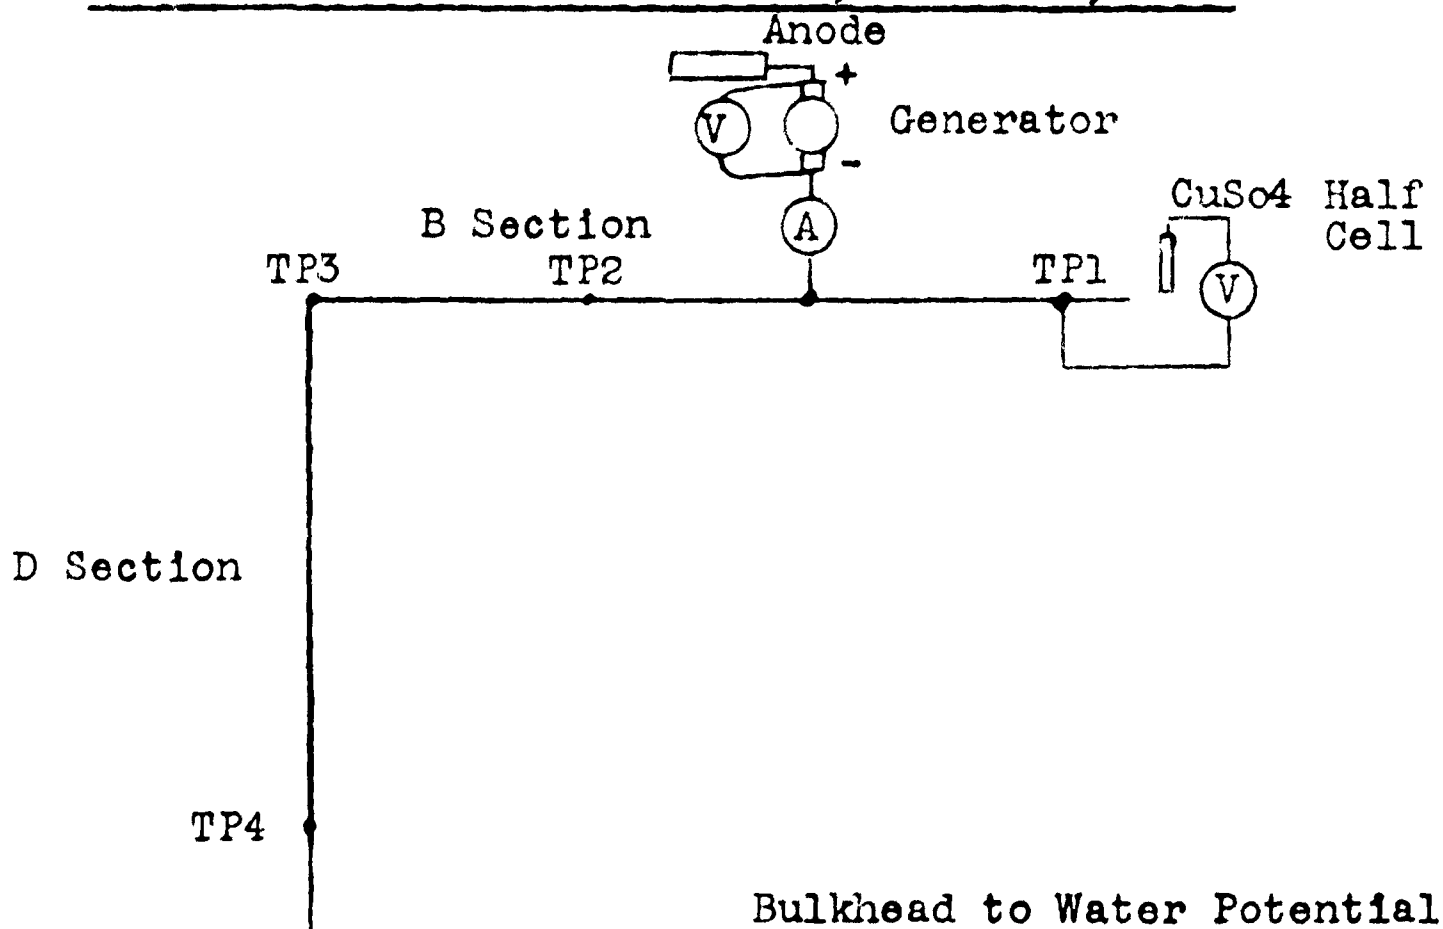 Anode
+
V
Generator
-
CuSo4 Half
Cell
B Section
A
TP3
TP2
TP1
V
D Section
TP4
Bulkhead to Water Potential